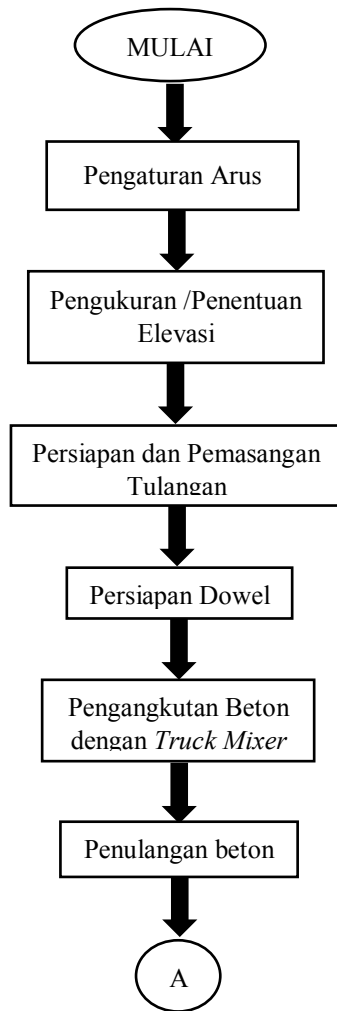 MULAI
Pengaturan Arus
Pengukuran /Penentuan
Elevasi
Persiapan dan Pemasangan
Tulangan
Persiapan Dowel
Pengangkutan Beton
dengan Truck Mixer
Penulangan beton
A